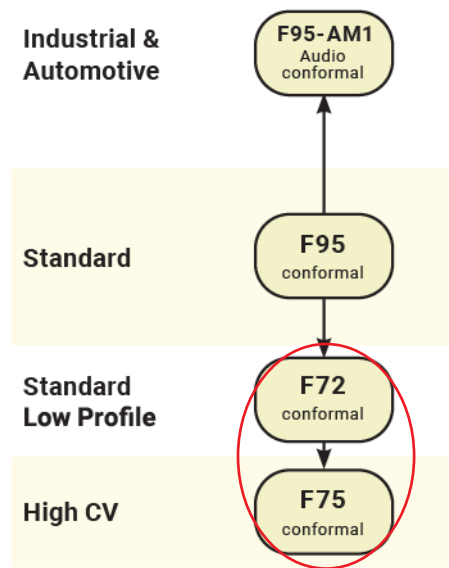 Industrial &
Automotive
F95-AM1
Audio
conformal
Standard
F95
conformal
Standard
Low Profile
F72
conformal
High CV
F75
conformal